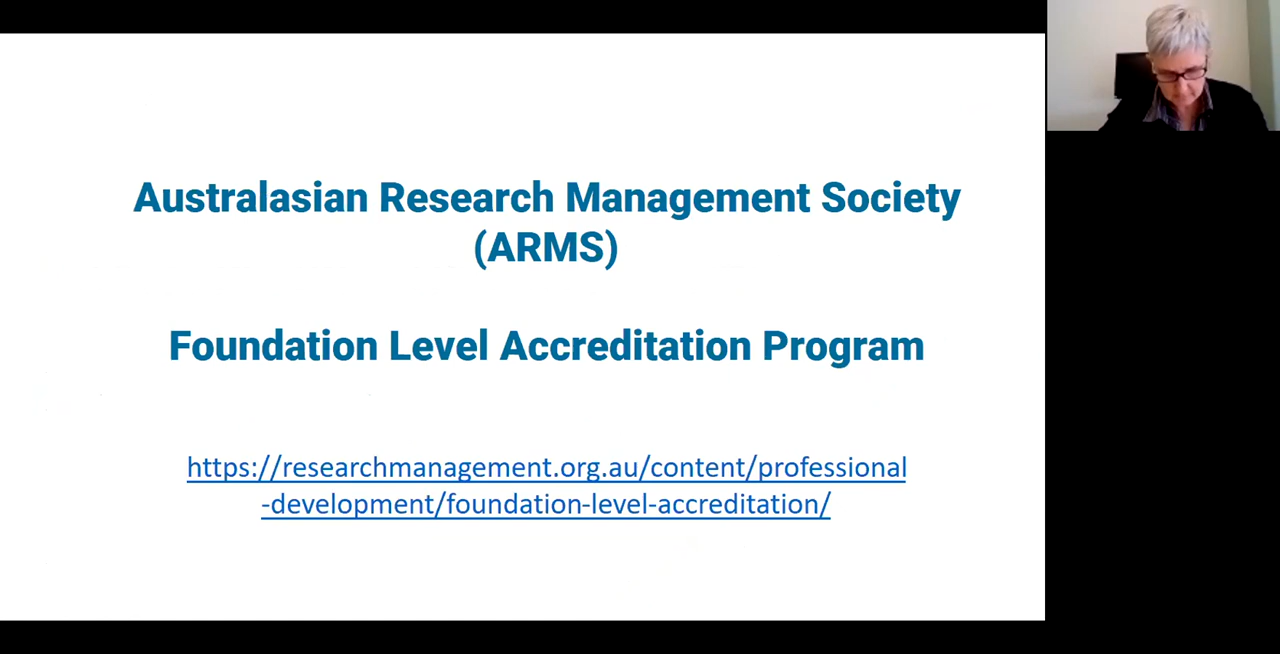 Australasian Research Management Society
(ARMS)
Foundation Level Accreditation Program
https://researchmanagement.org.au/content/professional
-development/foundation-level-accreditation/